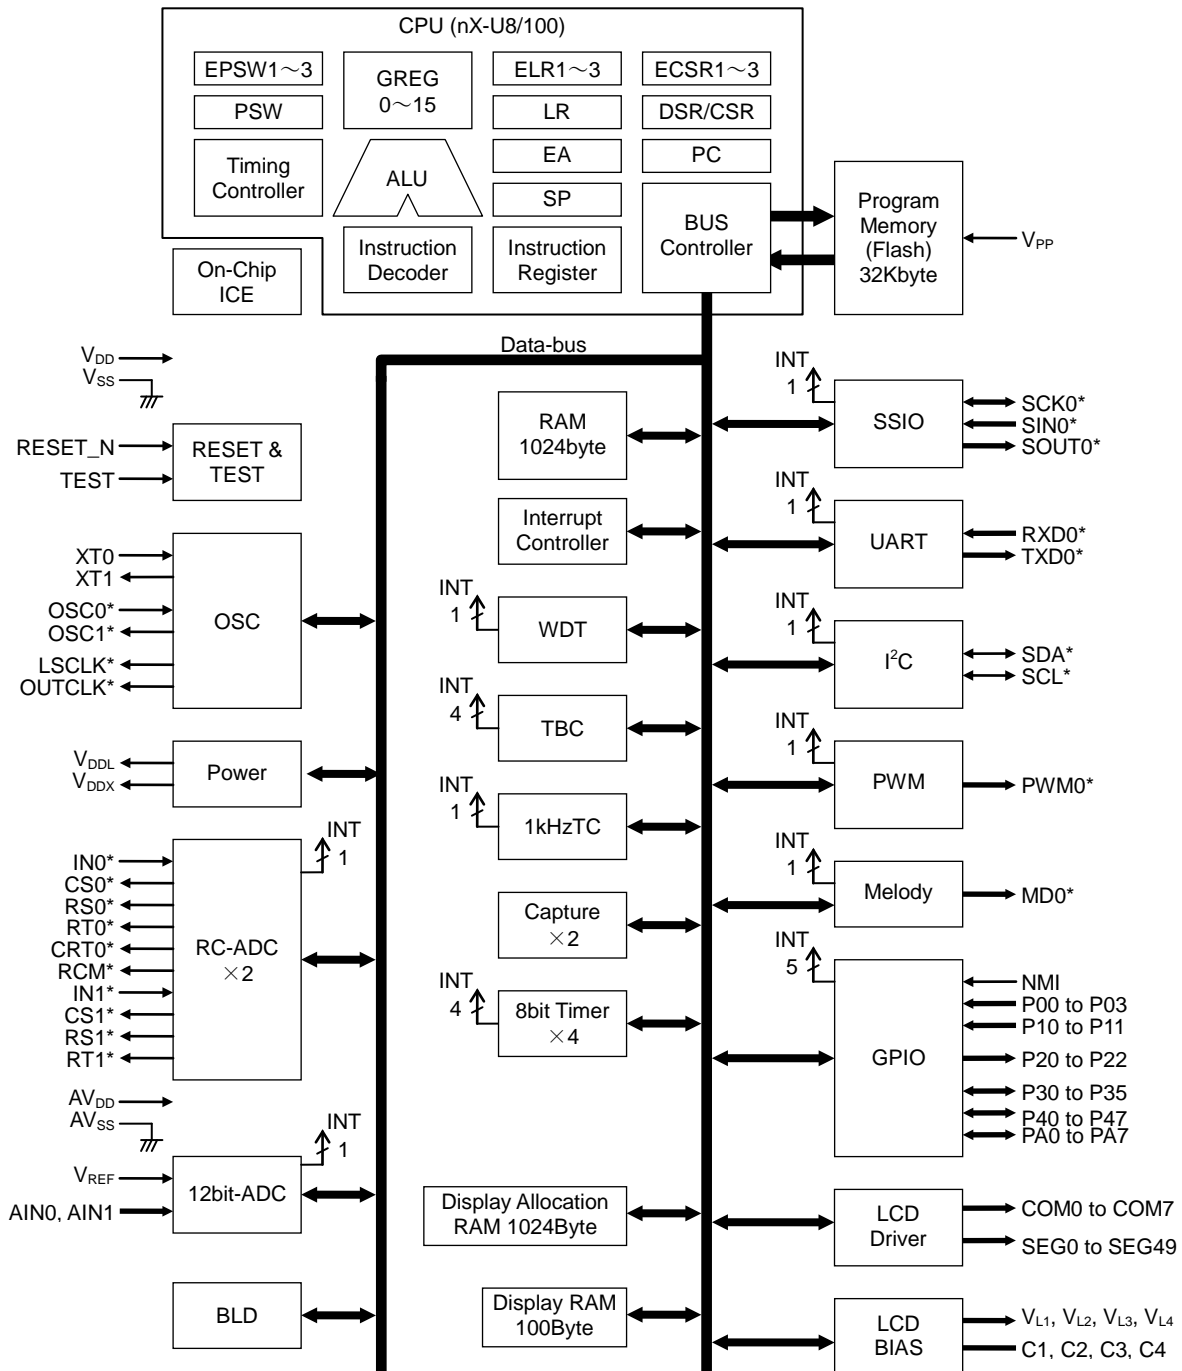 CPU (nX-U8/100)
EPSW1～3
GREG
0～15
ELR1～3
ECSR1～3
PSW
LR
DSR/CSR
Timing
Controller
ALU
EA
PC
SP
BUS
Controller
Program
Memory
(Flash)
32Kbyte
VPP
On-Chip
ICE
Instruction
Decoder
Instruction
Register
Data-bus
VDD
VSS
RESET_N
TEST
RESET &
TEST
XT0
XT1
OSC0*
OSC1*
LSCLK*
OUTCLK*
OSC
VDDL
VDDX
Power
IN0*
CS0*
RS0*
RT0*
CRT0*
RCM*
IN1*
CS1*
RS1*
RT1*
RC-ADC
×2
INT
1
AVDD
AVSS
VREF
AIN0, AIN1
12bit-ADC
INT
1
BLD
RAM
1024byte
Interrupt
Controller
INT
1
WDT
INT
4
TBC
INT
1
1kHzTC
Capture
×2
INT
4
8bit Timer
×4
Display Allocation
RAM 1024Byte
Display RAM
100Byte
INT
1
SSIO
SCK0*
SIN0*
SOUT0*
INT
1
UART
RXD0*
TXD0*
INT
1
I2C
SDA*
SCL*
INT
1
PWM
PWM0*
INT
1
Melody
MD0*
INT
5
GPIO
NMI
P00 to P03
P10 to P11
P20 to P22
P30 to P35
P40 to P47
PA0 to PA7
LCD
Driver
COM0 to COM7
SEG0 to SEG49
LCD
BIAS
VL1, VL2, VL3, VL4
C1, C2, C3, C4